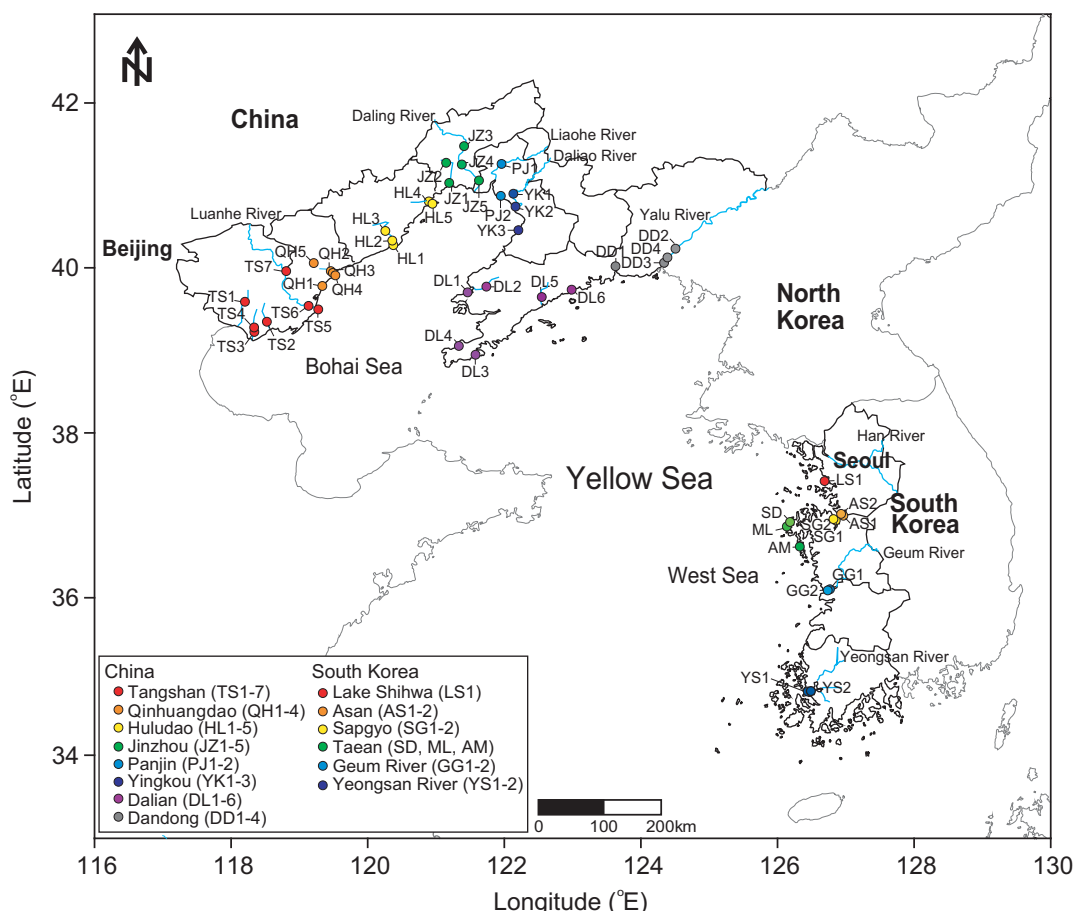 N
42
40
38
36
34
Latitude (°E)
116
118
120
122
124
126
128
130
Longitude (°E)
China
Beijing
North
Korea
South
Korea
Seoul
Bohai Sea
Yellow Sea
West Sea
Daling River
Liaohe River
Daliao River
Luanhe River
Yalu River
Han River
Geum River
Yeongsan River
JZ3
JZ4
JZ2
JZ1
JZ5
PJ1
PJ2
YK1
YK2
YK3
HL4
HL5
HL3
HL2
HL1
QH5
QH2
QH3
QH1
QH4
TS7
TS1
TS4
TS3
TS2
TS6
TS5
DL1
DL2
DL5
DL6
DL4
DL3
DD2
DD1
DD4
DD3
LS1
AS2
AS1
SG2
SG1
SD
ML
AM
GG1
GG2
YS1
YS2
China
Tangshan (TS1-7)
Qinhuangdao (QH1-4)
Huludao (HL1-5)
Jinzhou (JZ1-5)
Panjin (PJ1-2)
Yingkou (YK1-3)
Dalian (DL1-6)
Dandong (DD1-4)
South Korea
Lake Shihwa (LS1)
Asan (AS1-2)
Sapgyo (SG1-2)
Taean (SD, ML, AM)
Geum River (GG1-2)
Yeongsan River (YS1-2)
0 100 200km